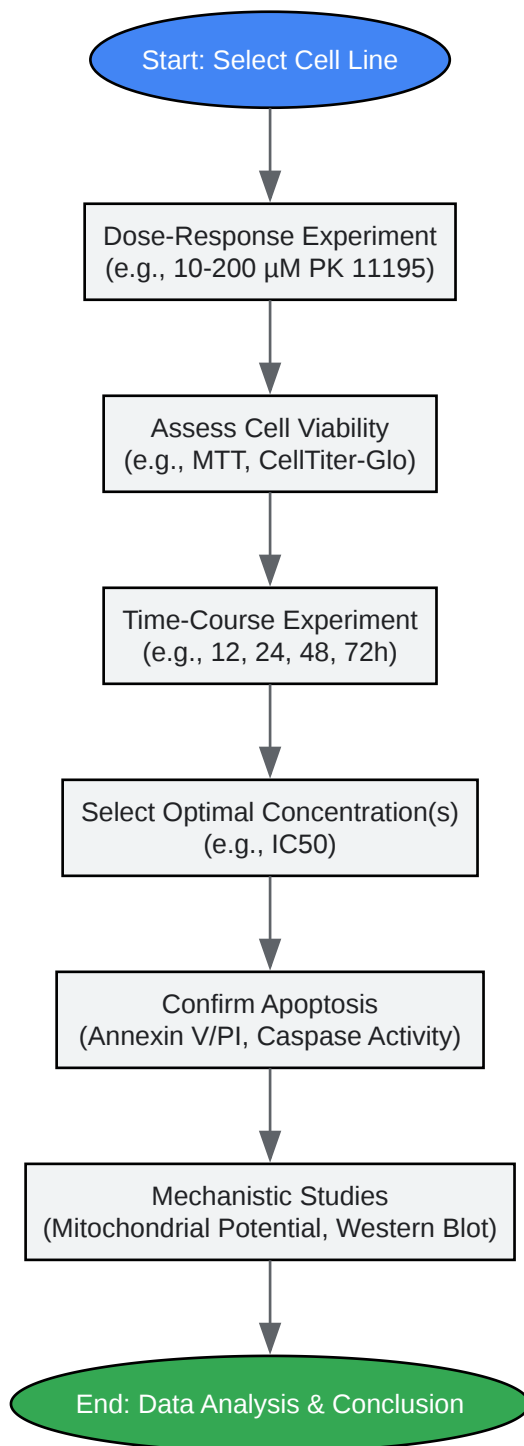 Start: Select Cell Line
Dose-Response Experiment
(e.g., 10-200 µM PK 11195)
Assess Cell Viability
(e.g., MTT, CellTiter-Glo)
Time-Course Experiment
(e.g., 12, 24, 48, 72h)
Select Optimal Concentration(s)
(e.g., IC50)
Confirm Apoptosis
(Annexin V/PI, Caspase Activity)
Mechanistic Studies
(Mitochondrial Potential, Western Blot)
End: Data Analysis & Conclusion